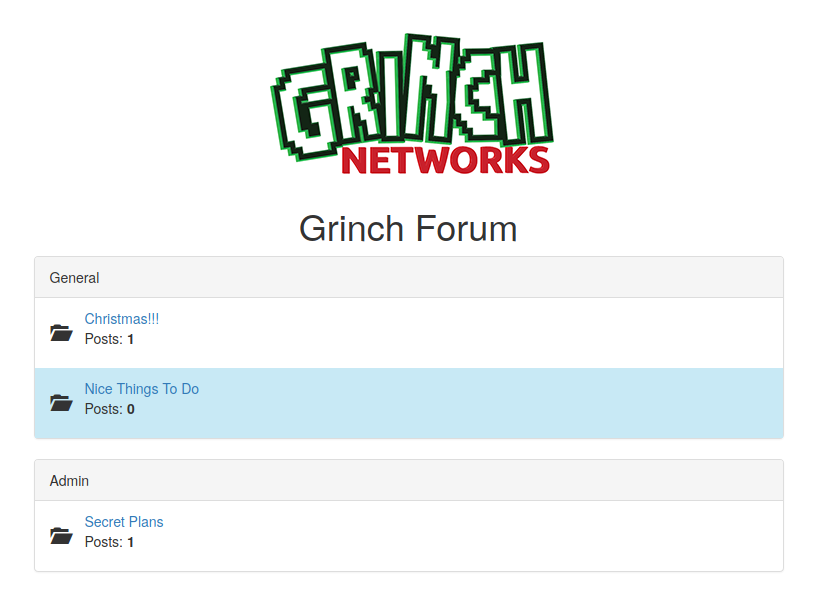 GRINCH
NETWORKS
Grinch Forum
General
Christmas!!!
Posts: 1
Nice Things To Do
Posts: 0
Admin
Secret Plans
Posts: 1